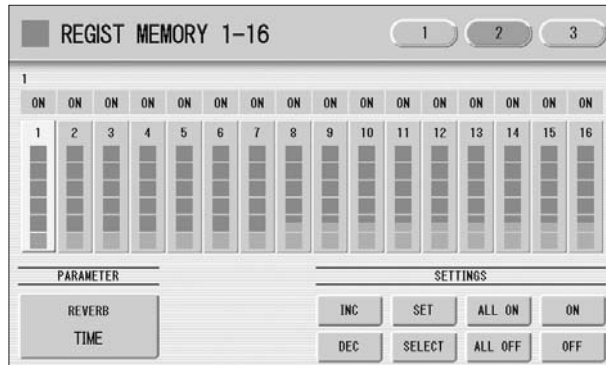 REGIST MEMORY 1-16 1 2 3
1
ON ON ON ON ON ON ON ON ON ON ON ON ON ON ON ON
1 2 3 4 5 6 7 8 9 10 11 12 13 14 15 16
PARAMETER SETTINGS
REVERB
TIME
INC SET ALL ON ON
DEC SELECT ALL OFF OFF